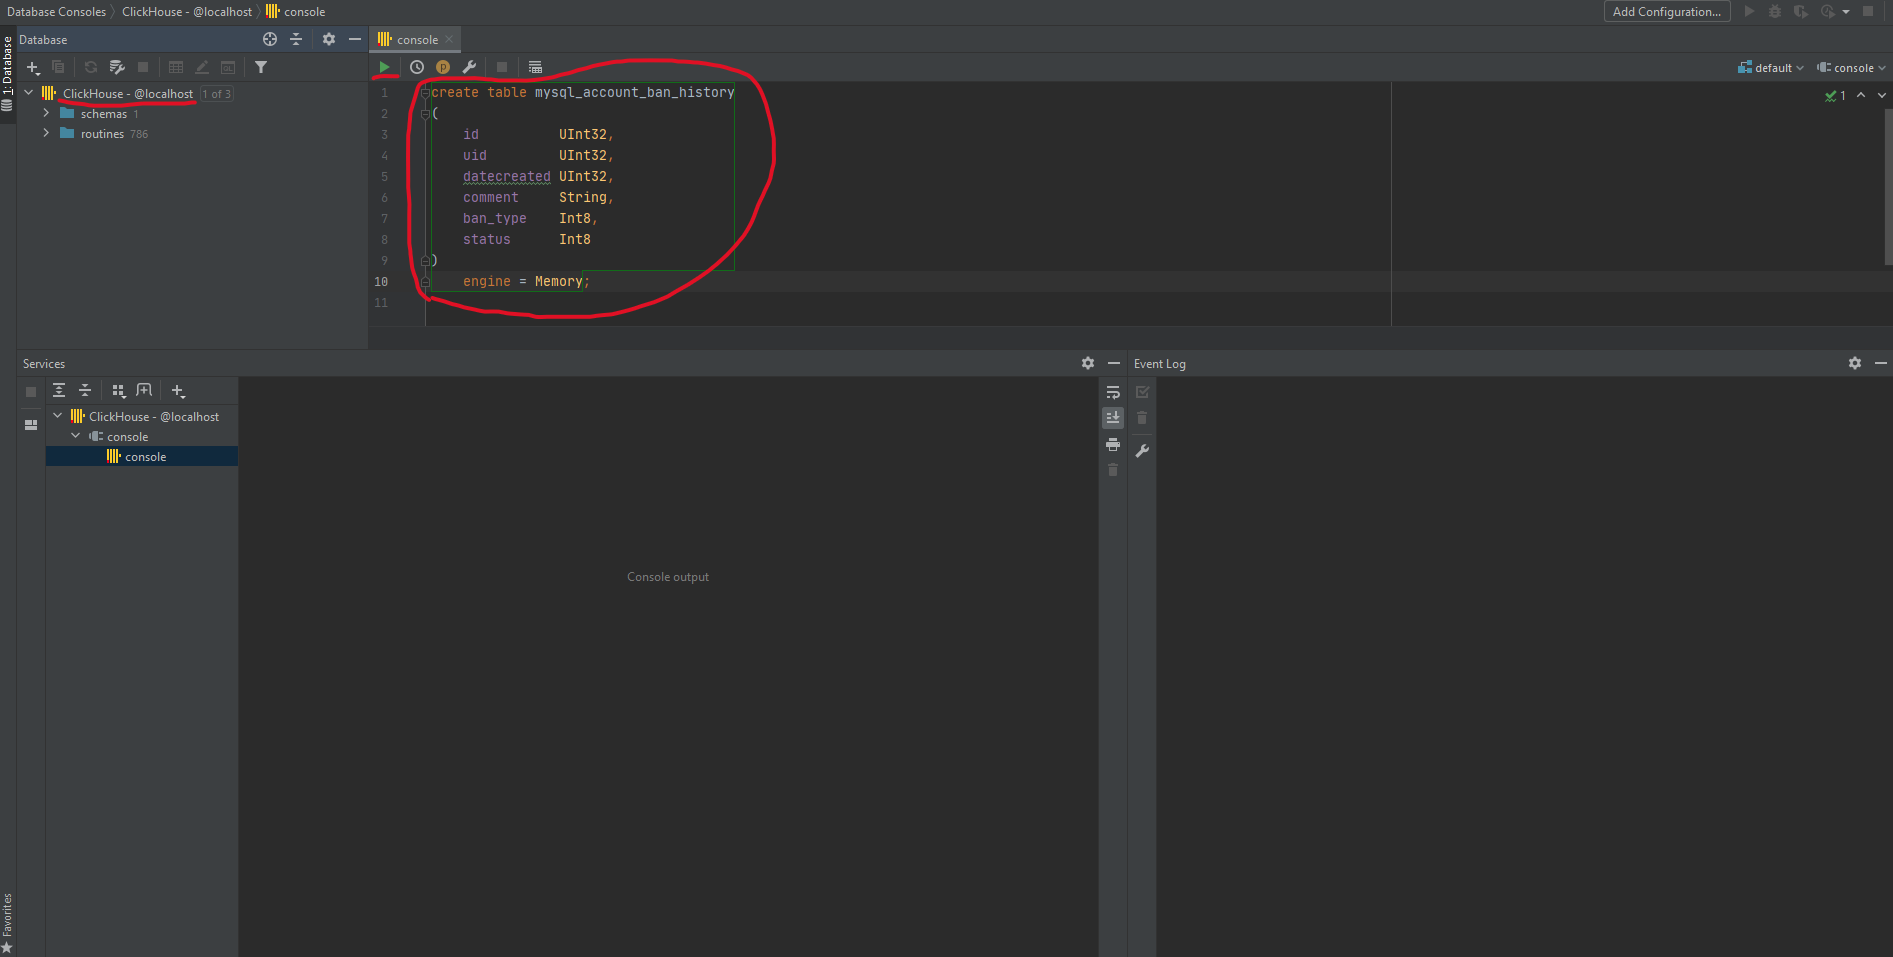 Database Consoles ClickHouse - @localhost console
Add Configuration...
1: Database
Database
ClickHouse - @localhost 1 of 3
schemas 1
routines 786
console
default
console
1
1 create table mysql_account_ban_history
2 (
3 id UInt32,
4 uid UInt32,
5 datecreated UInt32,
6 comment String,
7 ban_type Int8,
8 status Int8
9 )
10 engine = Memory;
11
Services
ClickHouse - @localhost
console
console
Console output
Event Log
Favorites